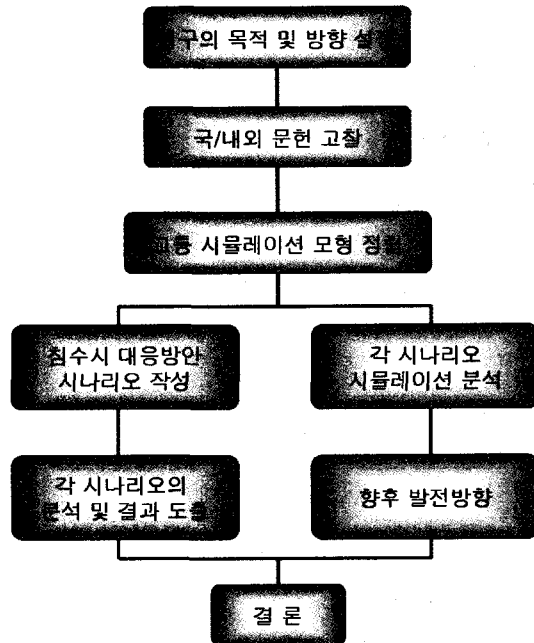 구의 목적 및 방향 설
국/내외 문헌 고찰
교통 시뮬레이션 모형 정립
침수시 대응방안
시나리오 작성
각 시나리오
시뮬레이션 분석
각 시나리오의
분석 및 결과 도출
향후 발전방향
결 론